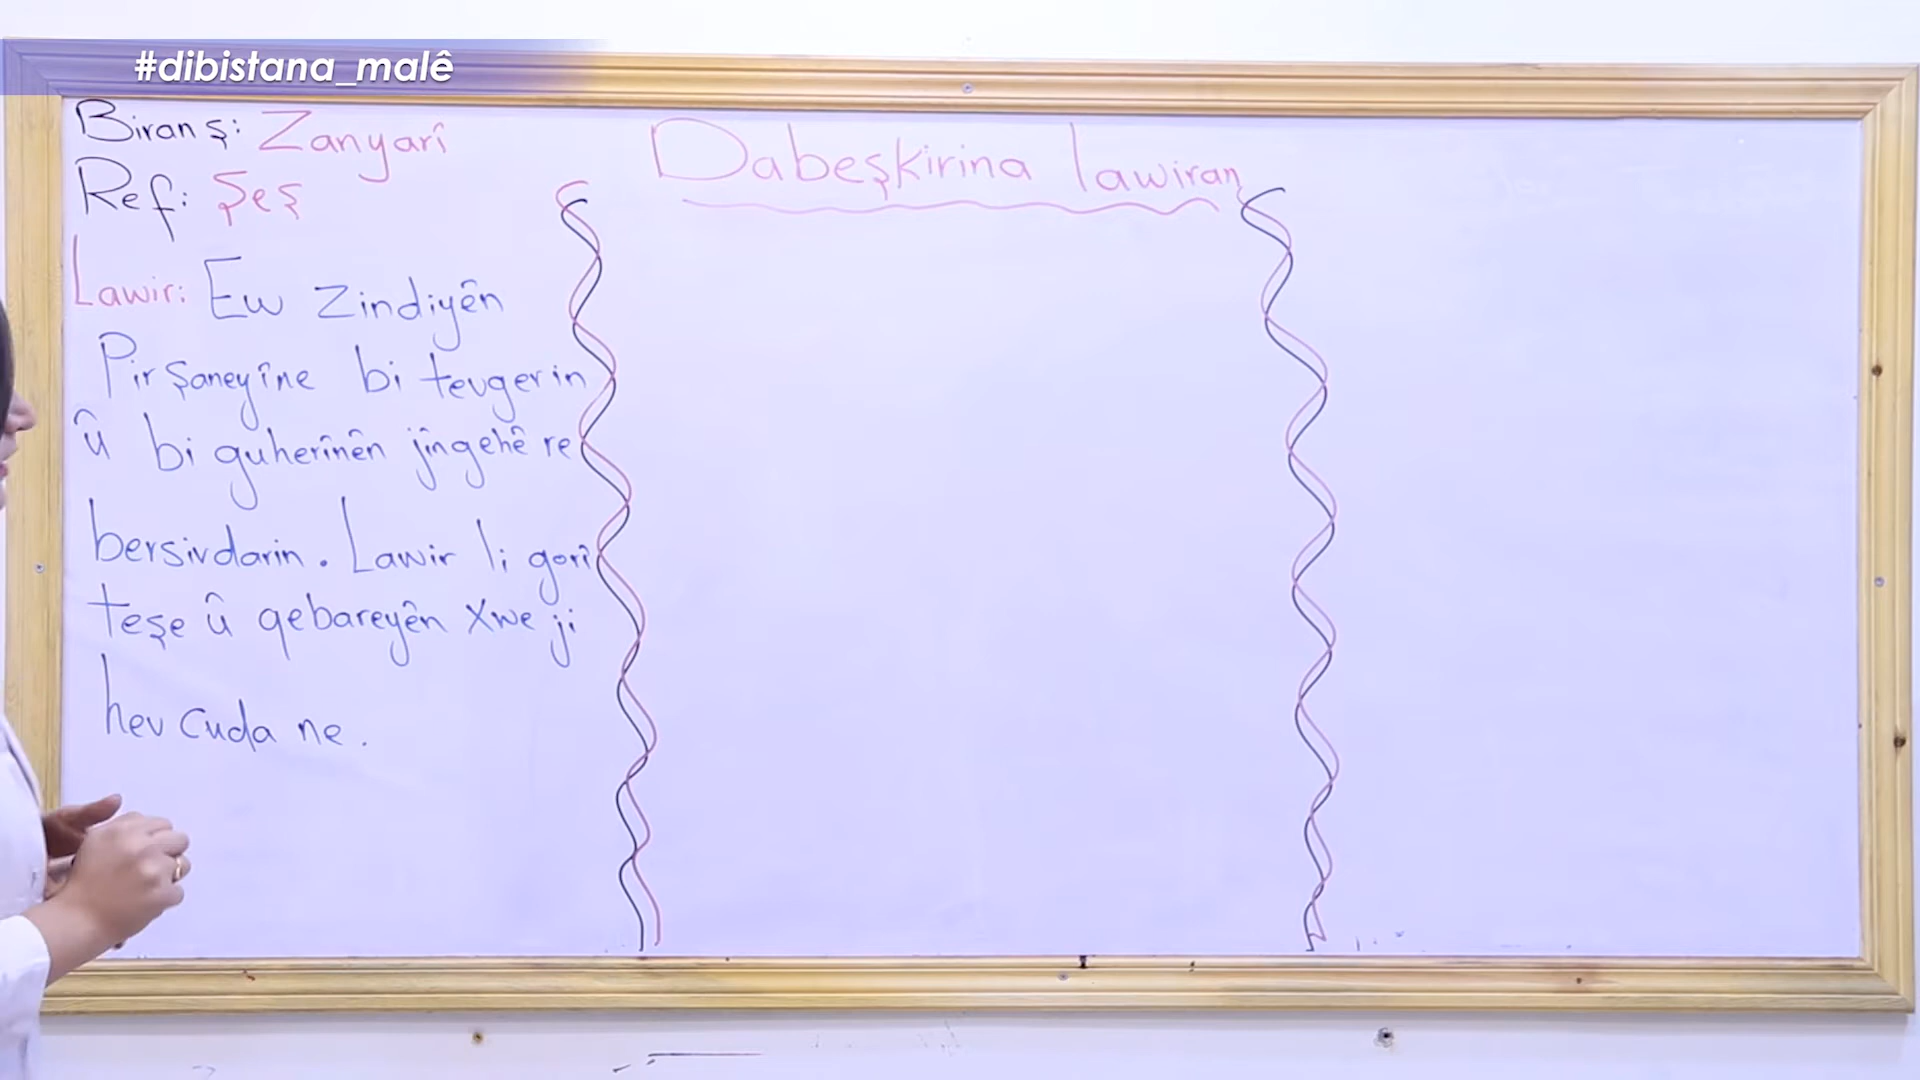 #dibistana_malê
Biranş: Zanyarî
Ref: Şeş
Dabeşkirina lawiran
Lawir: Ew Zindiyên
Pir Şaneyîne bi tevgerin
û bi guherînên jîngehê re
bersivdarin. Lawir li gorî
teşe û qebareyên xwe ji
hev cuda ne.